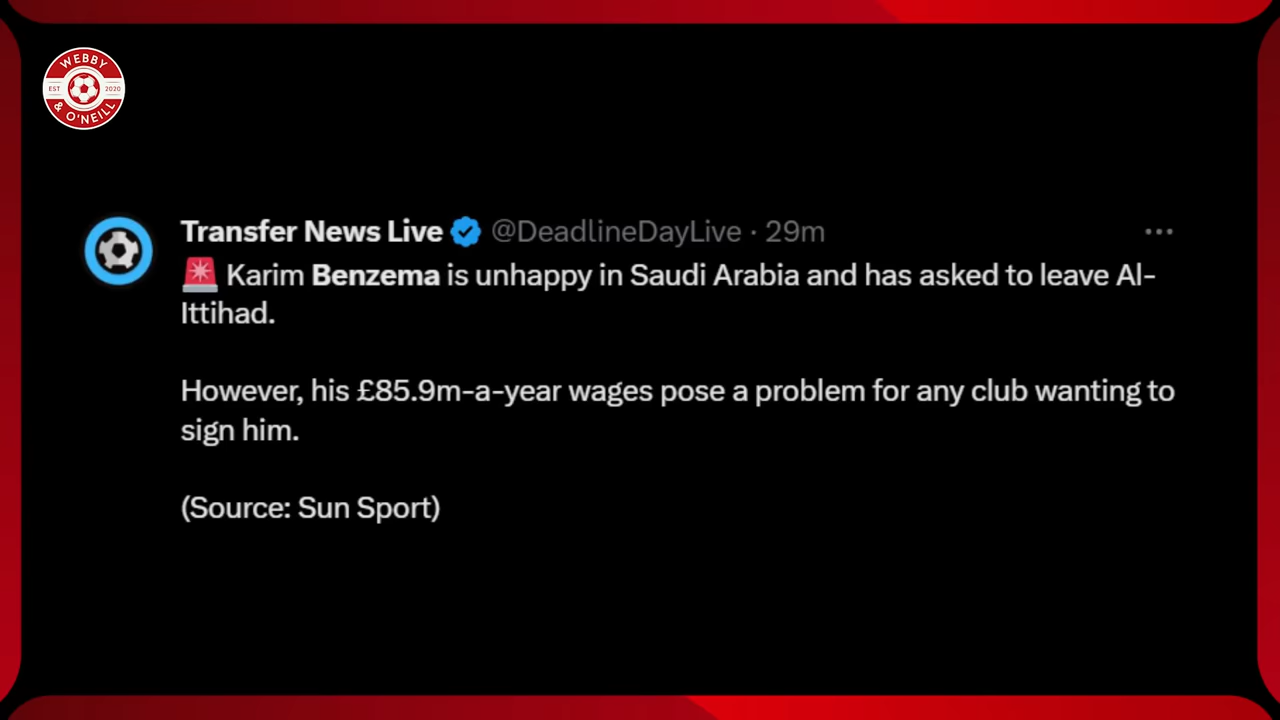 WEBBY
EST 2020
& O'NEILL
Transfer News Live @DeadlineDayLive · 29m
🚨 Karim Benzema is unhappy in Saudi Arabia and has asked to leave Al-
Ittihad.
However, his £85.9m-a-year wages pose a problem for any club wanting to
sign him.
(Source: Sun Sport)